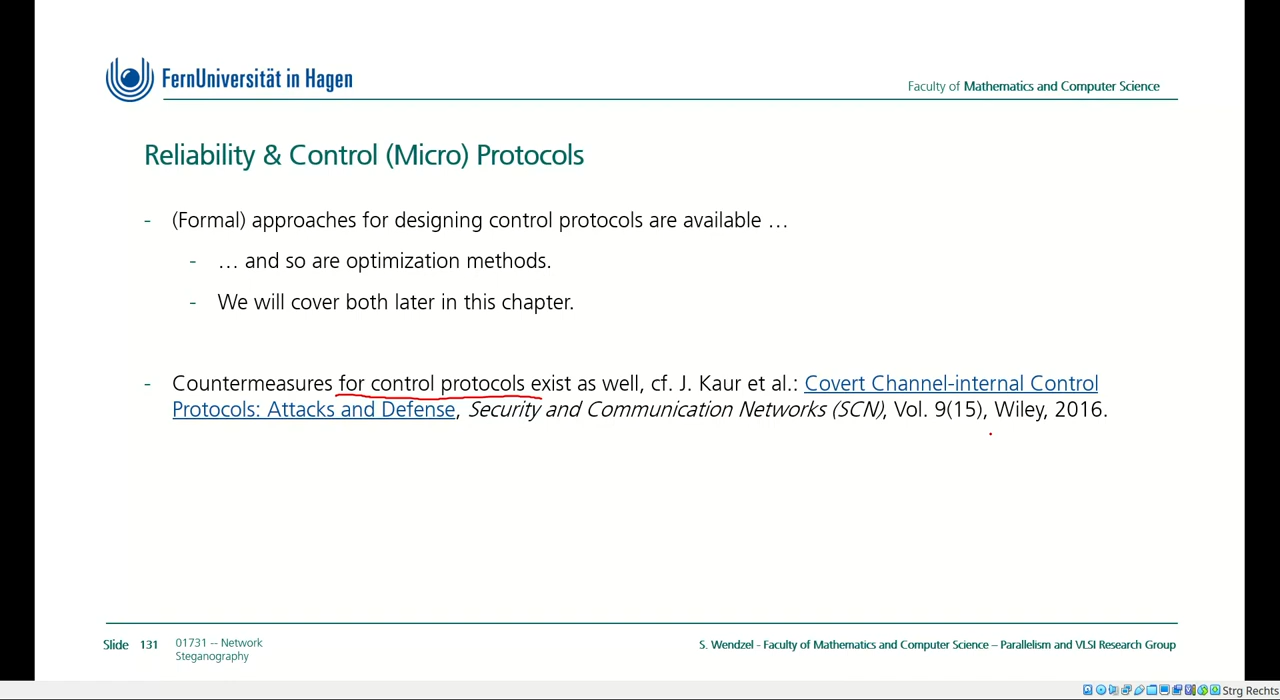 FernUniversität in Hagen
Faculty of Mathematics and Computer Science
Reliability & Control (Micro) Protocols
- (Formal) approaches for designing control protocols are available …
- … and so are optimization methods.
- We will cover both later in this chapter.
- Countermeasures for control protocols exist as well, cf. J. Kaur et al.: Covert Channel-internal Control
Protocols: Attacks and Defense, Security and Communication Networks (SCN), Vol. 9(15), Wiley, 2016.
Slide 131
01731 -- Network
Steganography
S. Wendzel - Faculty of Mathematics and Computer Science – Parallelism and VLSI Research Group
Strg Rechts